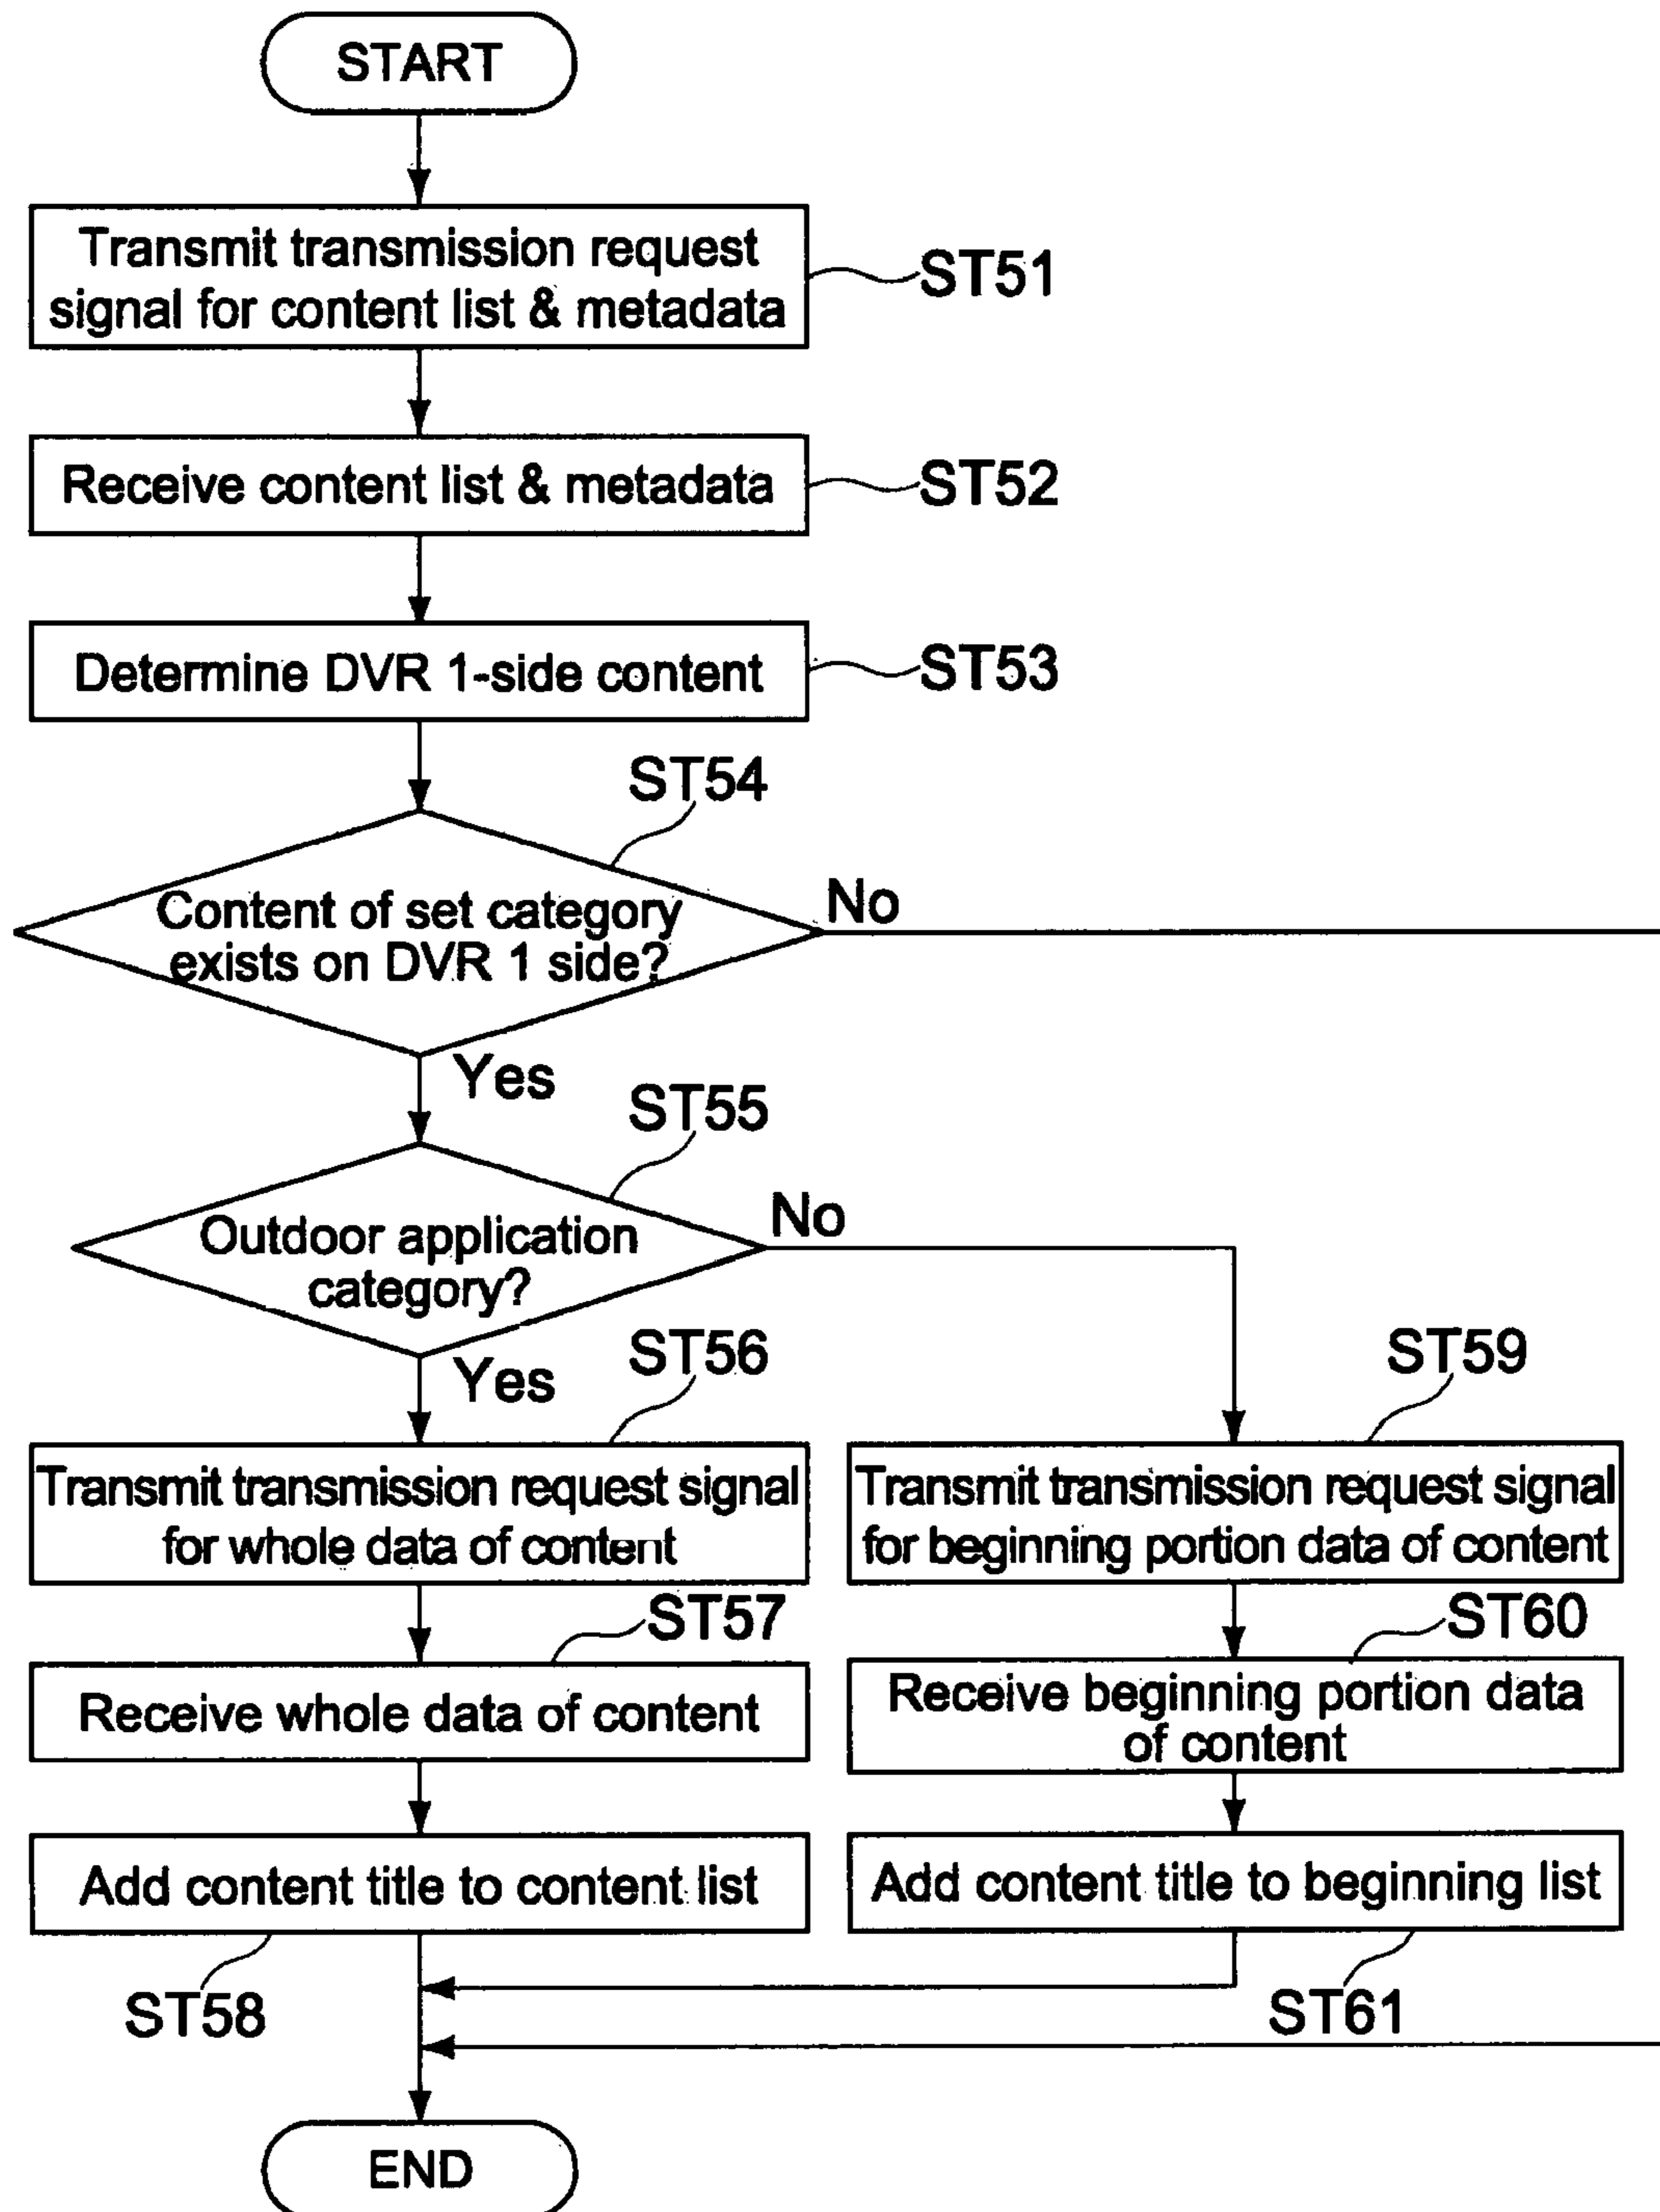 START
Transmit transmission request
signal for content list & metadata
ST51
Receive content list & metadata
ST52
Determine DVR 1-side content
ST53
ST54
Content of set category
exists on DVR 1 side?
No
Yes
ST55
Outdoor application
category?
No
Yes
ST56
Transmit transmission request signal
for whole data of content
ST57
Receive whole data of content
Add content title to content list
ST58
ST59
Transmit transmission request signal
for beginning portion data of content
ST60
Receive beginning portion data
of content
Add content title to beginning list
ST61
END